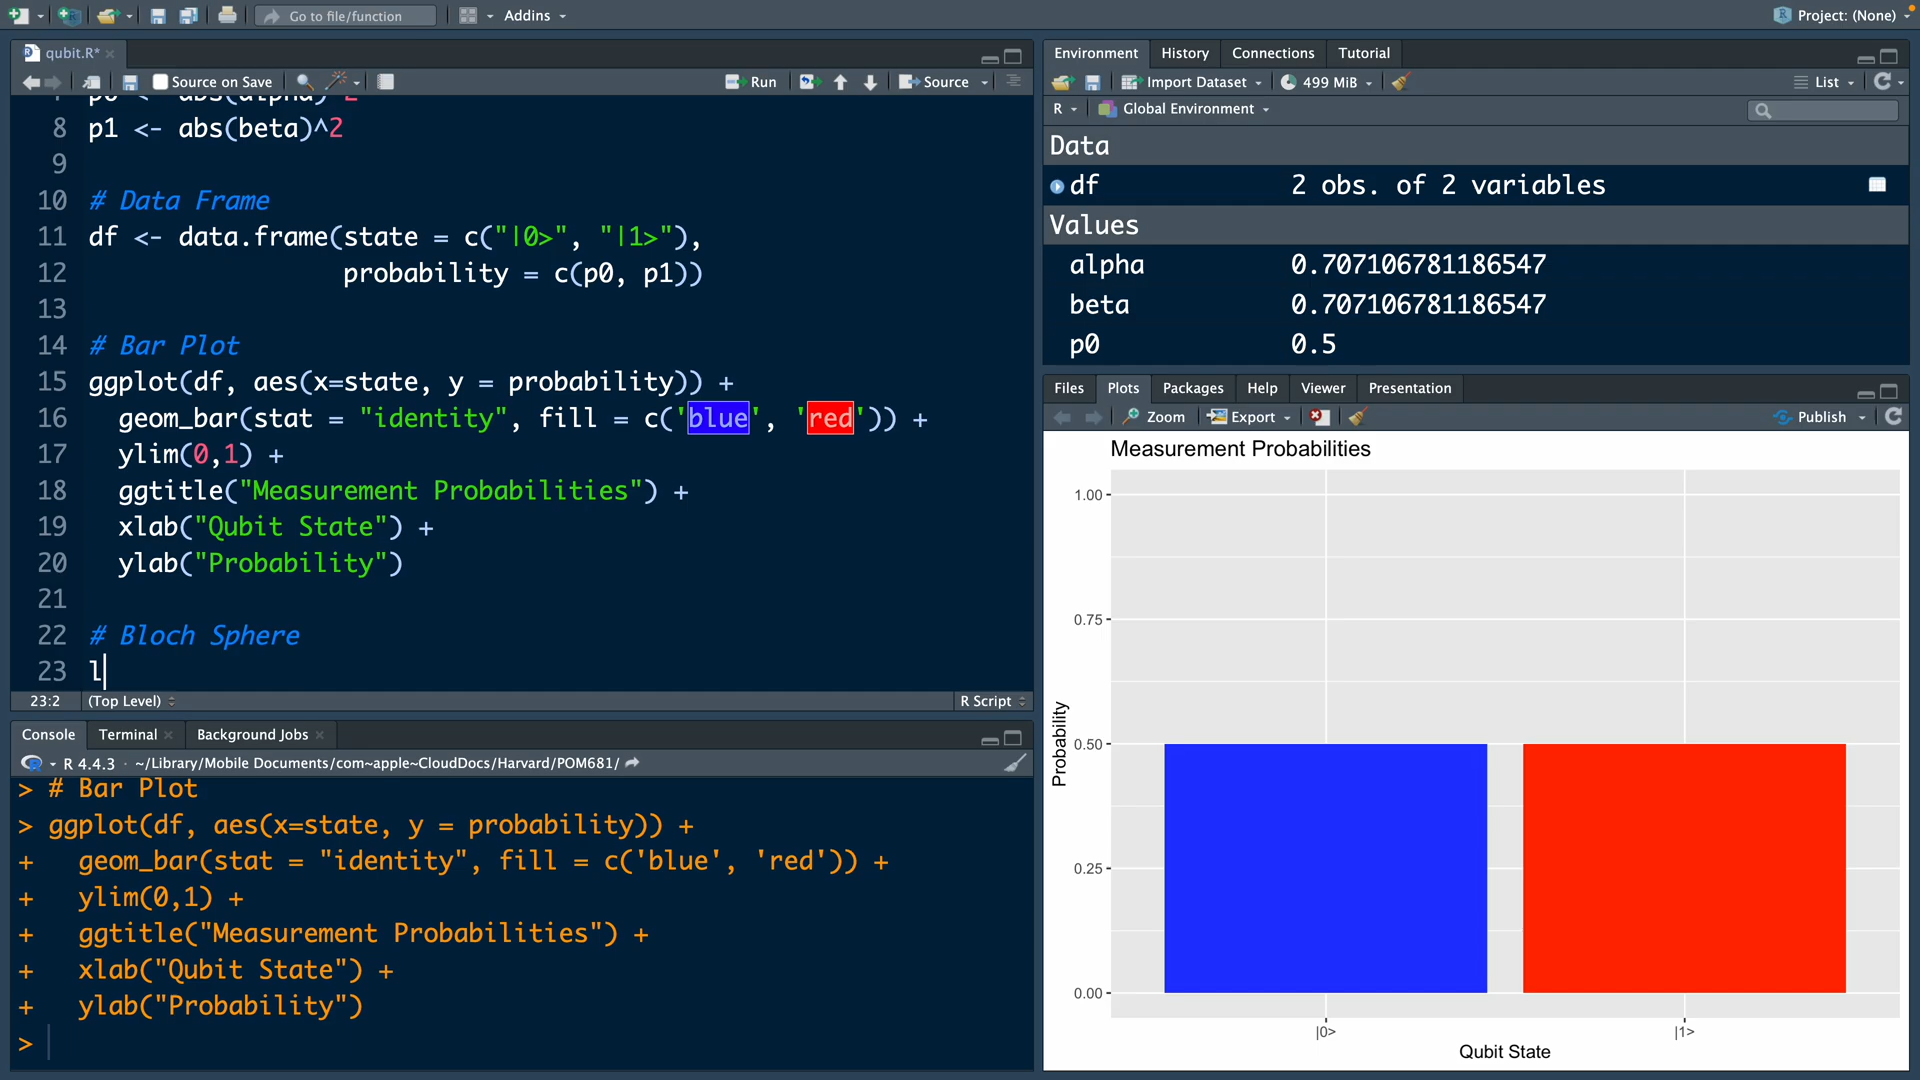 Go to file/function
Addins
Project: (None)
qubit.R*
Source on Save
Run
Source
8 p1 <- abs(beta)^2
9
10 # Data Frame
11 df <- data.frame(state = c("|0>", "|1>"),
12 probability = c(p0, p1))
13
14 # Bar Plot
15 ggplot(df, aes(x=state, y = probability)) +
16 geom_bar(stat = "identity", fill = c('blue', 'red')) +
17 ylim(0,1) +
18 ggtitle("Measurement Probabilities") +
19 xlab("Qubit State") +
20 ylab("Probability")
21
22 # Bloch Sphere
23 l
23:2 (Top Level) R Script
Console Terminal Background Jobs
R 4.4.3 · ~/Library/Mobile Documents/com~apple~CloudDocs/Harvard/POM681/
> # Bar Plot
> ggplot(df, aes(x=state, y = probability)) +
+ geom_bar(stat = "identity", fill = c('blue', 'red')) +
+ ylim(0,1) +
+ ggtitle("Measurement Probabilities") +
+ xlab("Qubit State") +
+ ylab("Probability")
>
Environment History Connections Tutorial
Import Dataset 499 MiB List
R Global Environment
Data
df 2 obs. of 2 variables
Values
alpha 0.707106781186547
beta 0.707106781186547
p0 0.5
Files Plots Packages Help Viewer Presentation
Zoom Export Publish
Measurement Probabilities
1.00
0.75
0.50
0.25
0.00
Probability
|0> |1>
Qubit State